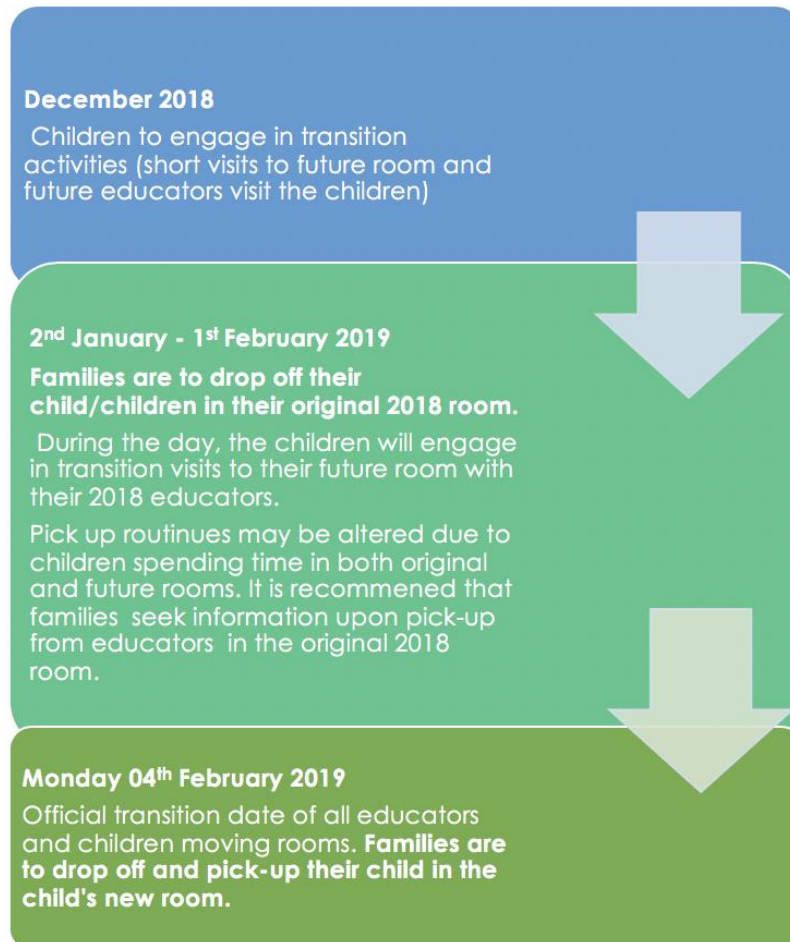 December 2018
Children to engage in transition
activities (short visits to future room and
future educators visit the children)
2nd January - 1st February 2019
Families are to drop off their
child/children in their original 2018 room.
During the day, the children will engage
in transition visits to their future room with
their 2018 educators.
Pick up routinues may be altered due to
children spending time in both original
and future rooms. It is recommened that
families seek information upon pick-up
from educators in the original 2018
room.
Monday 04th February 2019
Official transition date of all educators
and children moving rooms. Families are
to drop off and pick-up their child in the
child's new room.